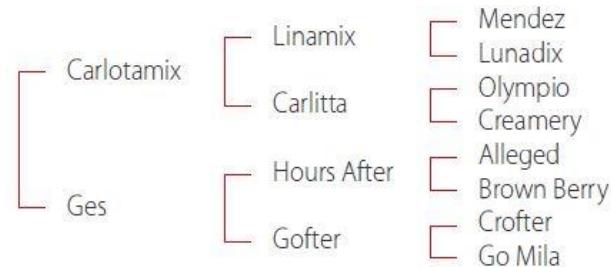 Carlotamix
Ges
Linamix
Carlitta
Hours After
Gofter
Mendez
Lunadix
Olympio
Creamery
Alleged
Brown Berry
Crofter
Go Mila